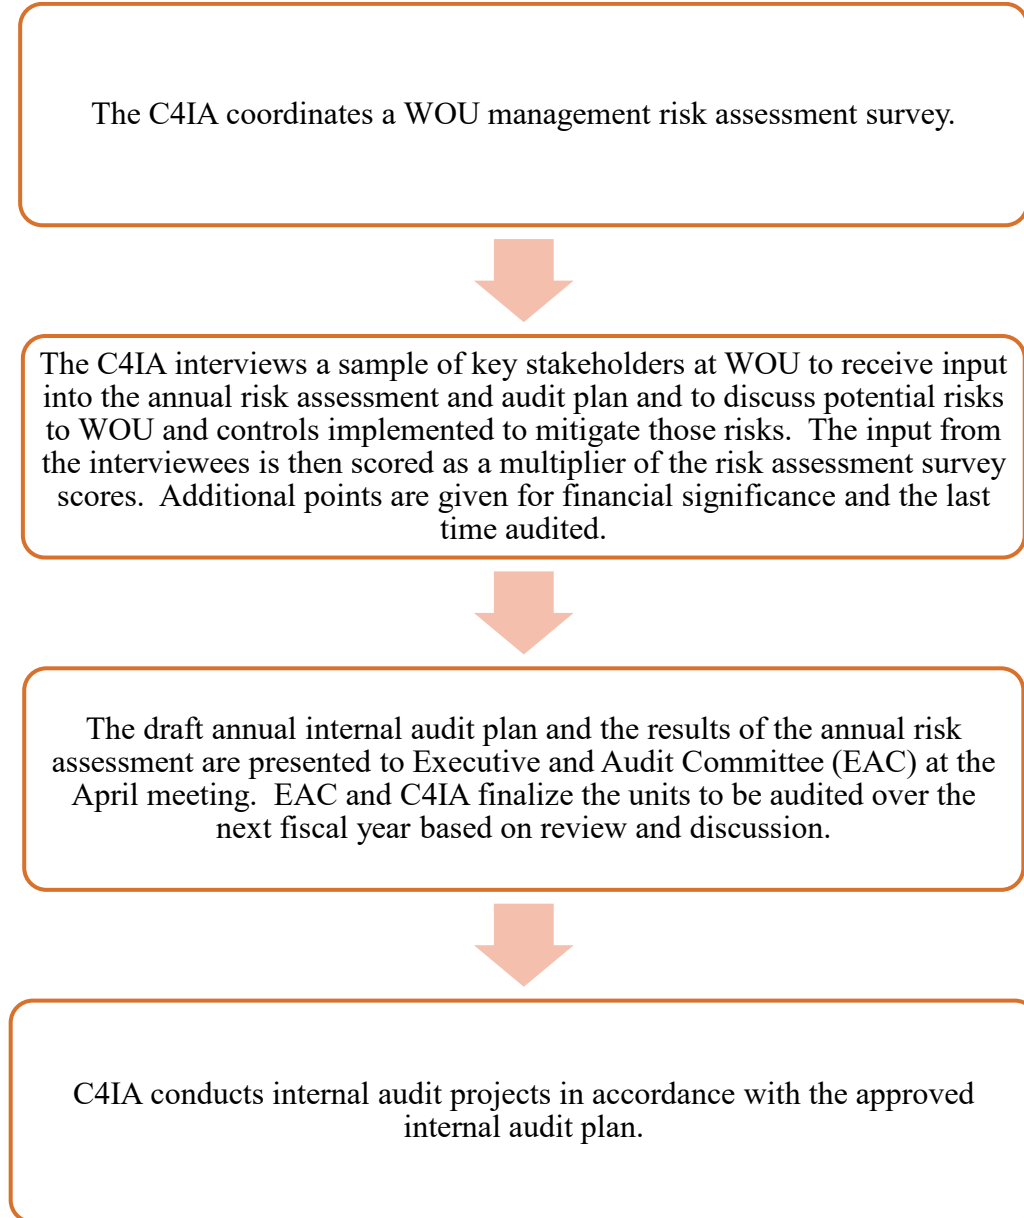 The C4IA coordinates a WOU management risk assessment survey.
The C4IA interviews a sample of key stakeholders at WOU to receive input
into the annual risk assessment and audit plan and to discuss potential risks
to WOU and controls implemented to mitigate those risks.  The input from
the interviewees is then scored as a multiplier of the risk assessment survey
scores.  Additional points are given for financial significance and the last
time audited.
The draft annual internal audit plan and the results of the annual risk
assessment are presented to Executive and Audit Committee (EAC) at the
April meeting.  EAC and C4IA finalize the units to be audited over the
next fiscal year based on review and discussion.
C4IA conducts internal audit projects in accordance with the approved
internal audit plan.